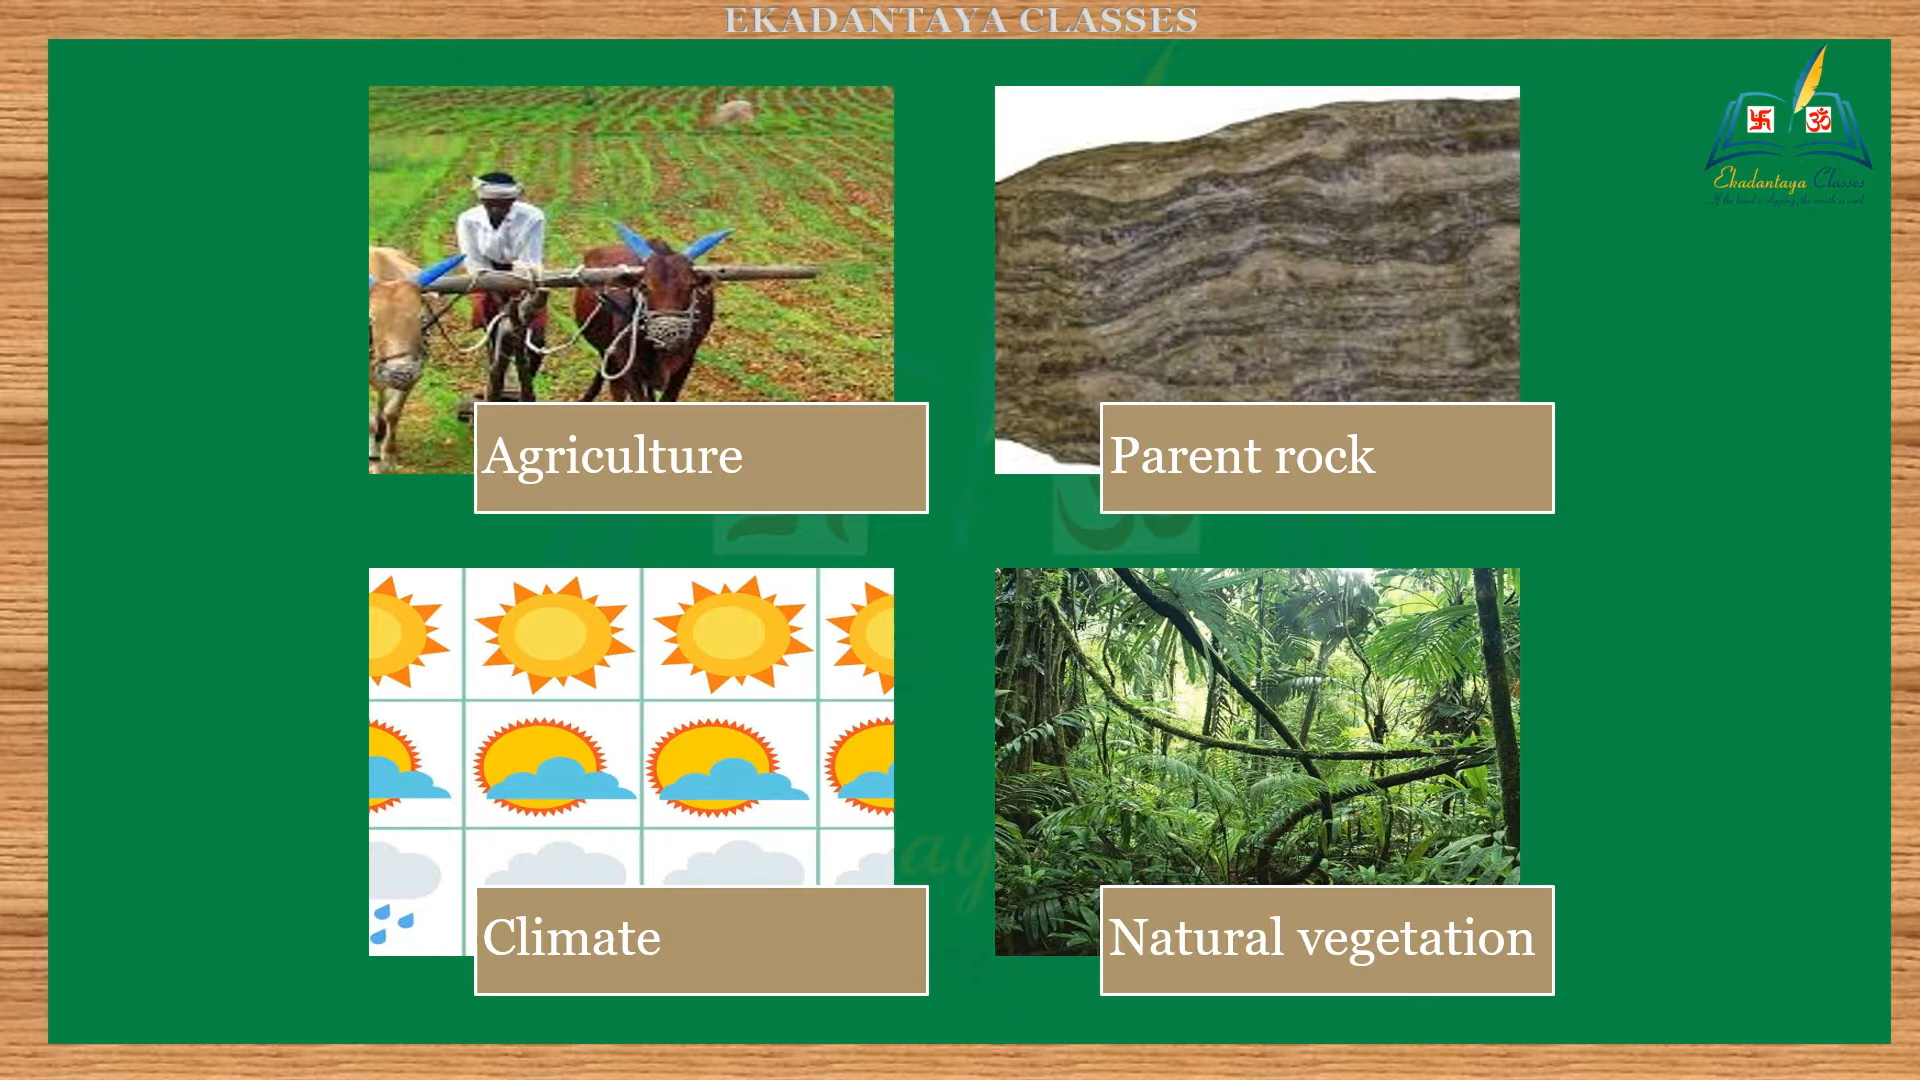 EKADANTAYA CLASSES
Ekadantaya Classes
Agriculture
Parent rock
Climate
Natural vegetation